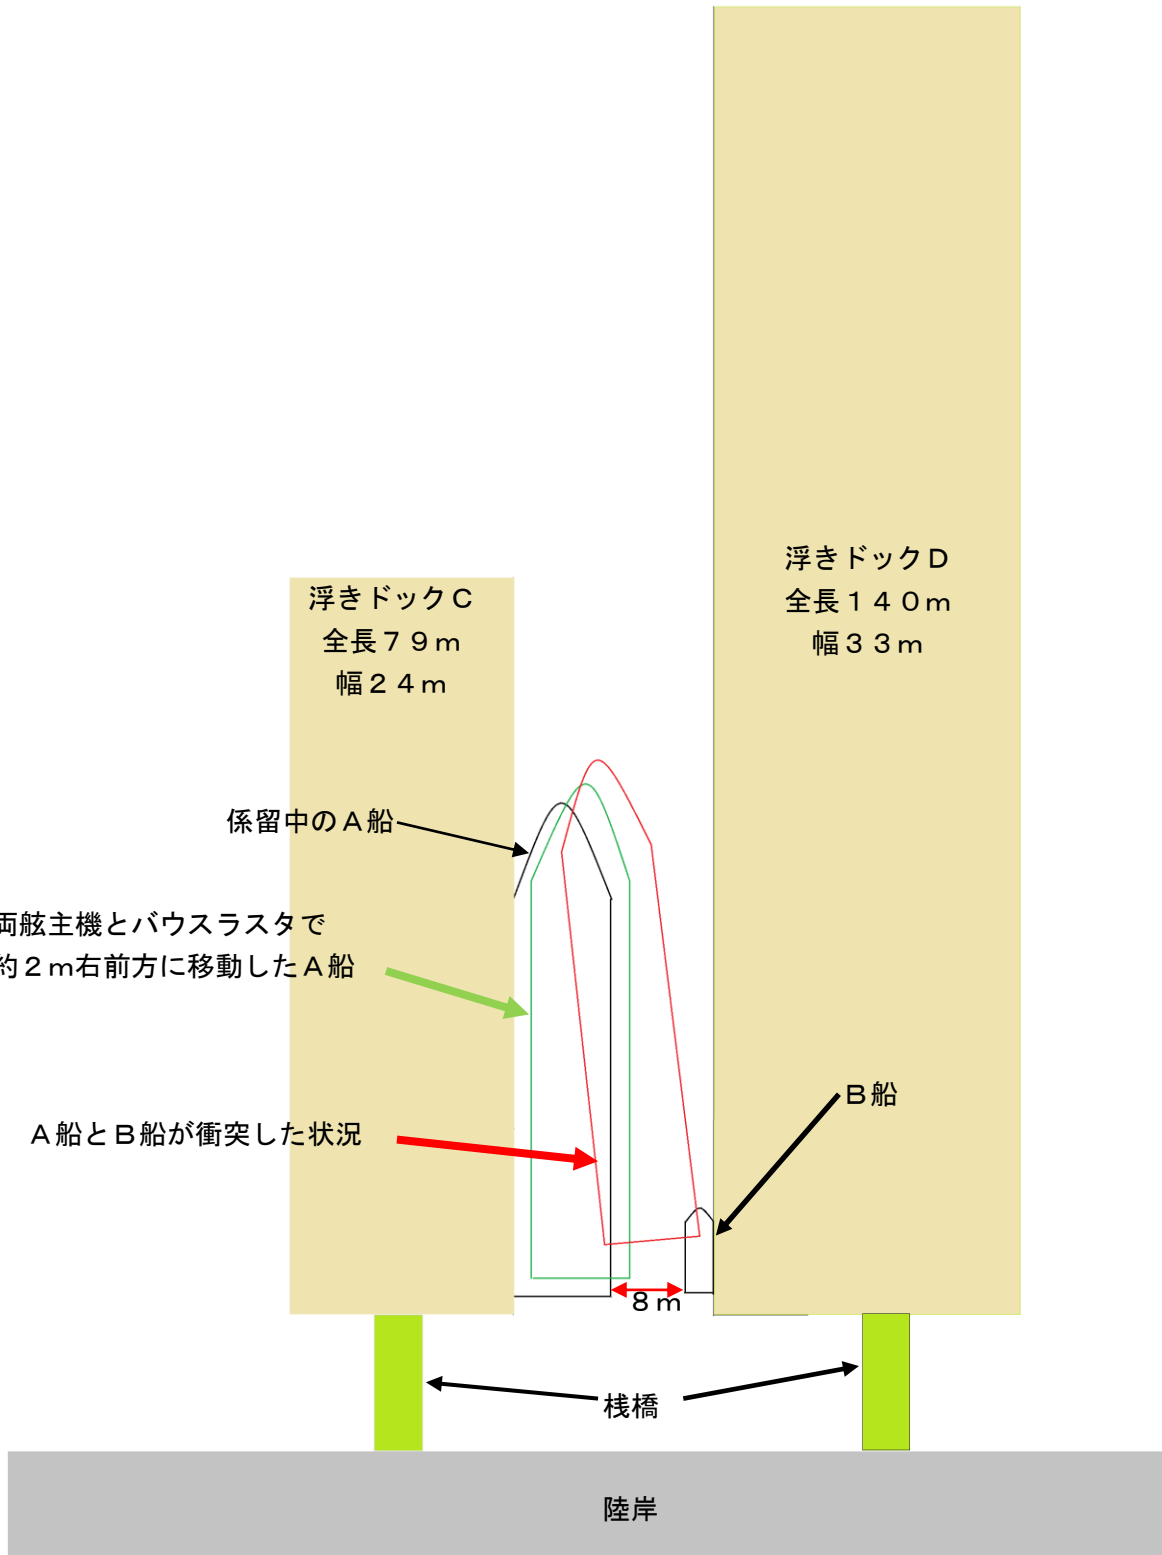 浮きドックＤ
全長１４０ｍ
幅３３ｍ
浮きドックＣ
全長７９ｍ
幅２４ｍ
係留中のＡ船
両舷主機とバウスラスタで
約２ｍ右前方に移動したＡ船
Ｂ船
Ａ船とＢ船が衝突した状況
８ｍ
桟橋
陸岸